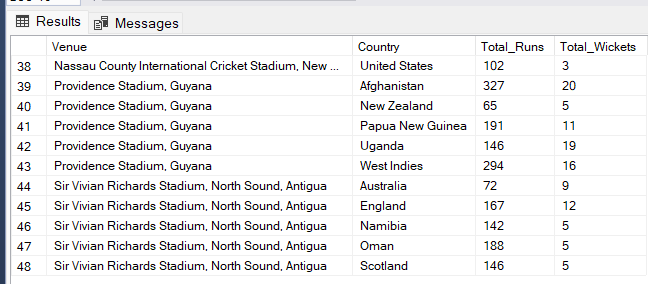 Results Messages
Venue Country Total_Runs Total_Wickets
38 Nassau County International Cricket Stadium, New ... United States 102 3
39 Providence Stadium, Guyana Afghanistan 327 20
40 Providence Stadium, Guyana New Zealand 65 5
41 Providence Stadium, Guyana Papua New Guinea 191 11
42 Providence Stadium, Guyana Uganda 146 19
43 Providence Stadium, Guyana West Indies 294 16
44 Sir Vivian Richards Stadium, North Sound, Antigua Australia 72 9
45 Sir Vivian Richards Stadium, North Sound, Antigua England 167 12
46 Sir Vivian Richards Stadium, North Sound, Antigua Namibia 142 5
47 Sir Vivian Richards Stadium, North Sound, Antigua Oman 188 5
48 Sir Vivian Richards Stadium, North Sound, Antigua Scotland 146 5